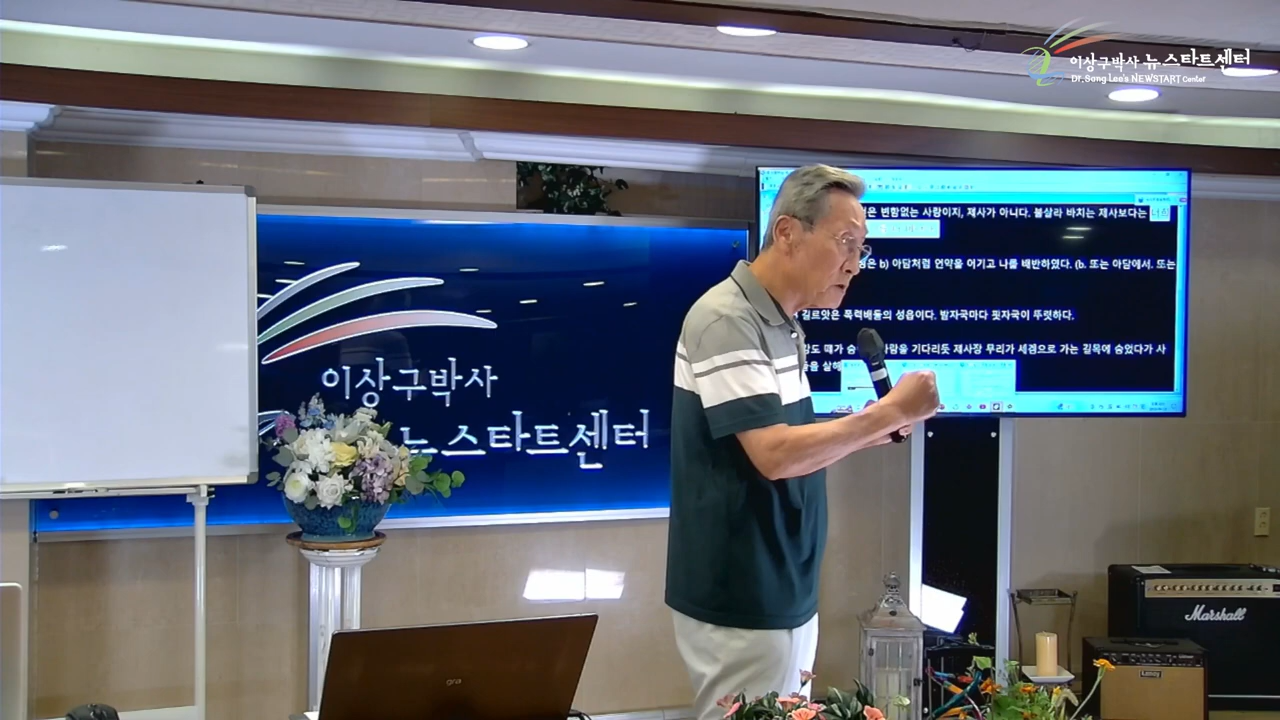 이상구박사 뉴스타트센터
Dr. Sang Lee's NEWSTART Center
은 변함없는 사랑이지, 제사가 아니다. 불살라 바치는 제사보다는 너희
은 b) 아담처럼 언약을 어기고 나를 배반하였다. (b. 또는 아담에서. 또는
길르앗은 폭력배들의 성읍이다. 발자국마다 핏자국이 뚜렷하다.
강도 떼가 숨어서 사람을 기다리듯 제사장 무리가 세겜으로 가는 길목에 숨었다가 사
이상구박사
뉴스타트센터
gram
Marshall
Laney